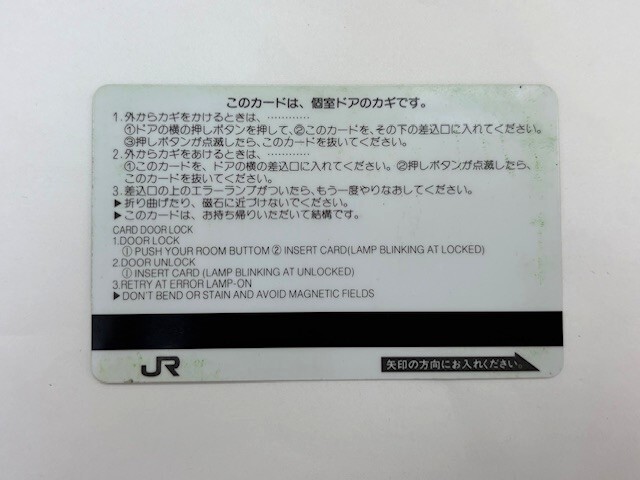 このカードは、個室ドアのカギです。
1.外からカギをかけるときは、…………
①ドアの横の押しボタンを押して、②このカードを、その下の差込口に入れてください。
③押しボタンが点滅したら、このカードを抜いてください。
2.外からカギをあけるときは、…………
①このカードを、ドアの横の差込口に入れてください。②押しボタンが点滅したら、
このカードを抜いてください。
3.差込口の上のエラーランプがついたら、もう一度やりなおしてください。
▶折り曲げたり、磁石に近づけないでください。
▶このカードは、お持ち帰りいただいて結構です。
CARD DOOR LOCK
1.DOOR LOCK
① PUSH YOUR ROOM BUTTOM ② INSERT CARD(LAMP BLINKING AT LOCKED)
2.DOOR UNLOCK
① INSERT CARD (LAMP BLINKING AT UNLOCKED)
3.RETRY AT ERROR LAMP-ON
▶DON'T BEND OR STAIN AND AVOID MAGNETIC FIELDS
JR
矢印の方向にお入れください。